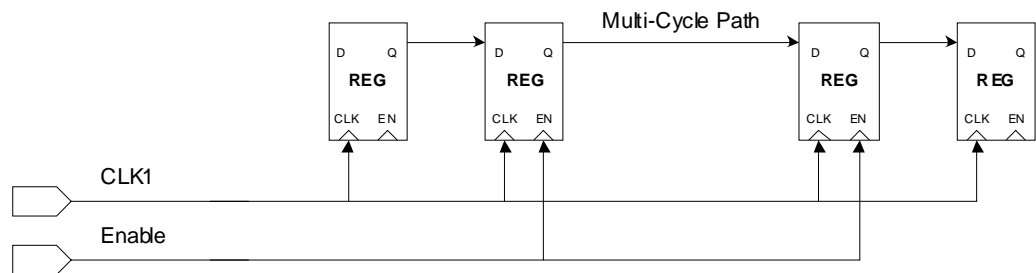 Multi-Cycle Path
D Q D Q D Q D Q
REG REG REG REG
CLK EN CLK EN CLK EN CLK EN
CLK1
Enable